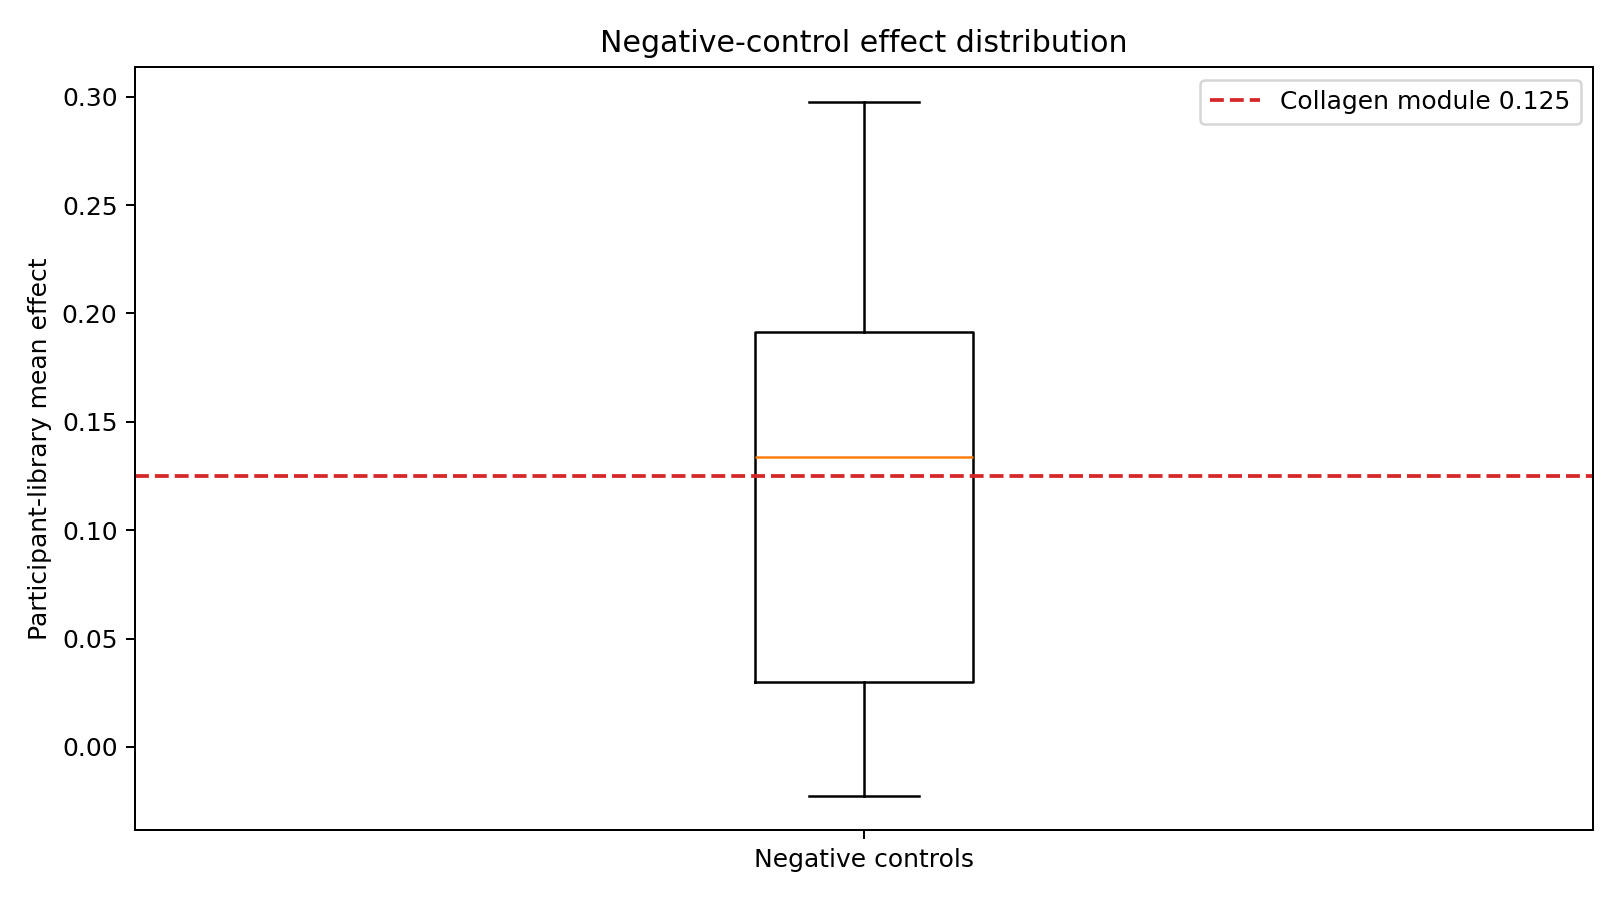 Negative-control effect distribution
Collagen module 0.125
Participant-library mean effect
0.30
0.25
0.20
0.15
0.10
0.05
0.00
Negative controls